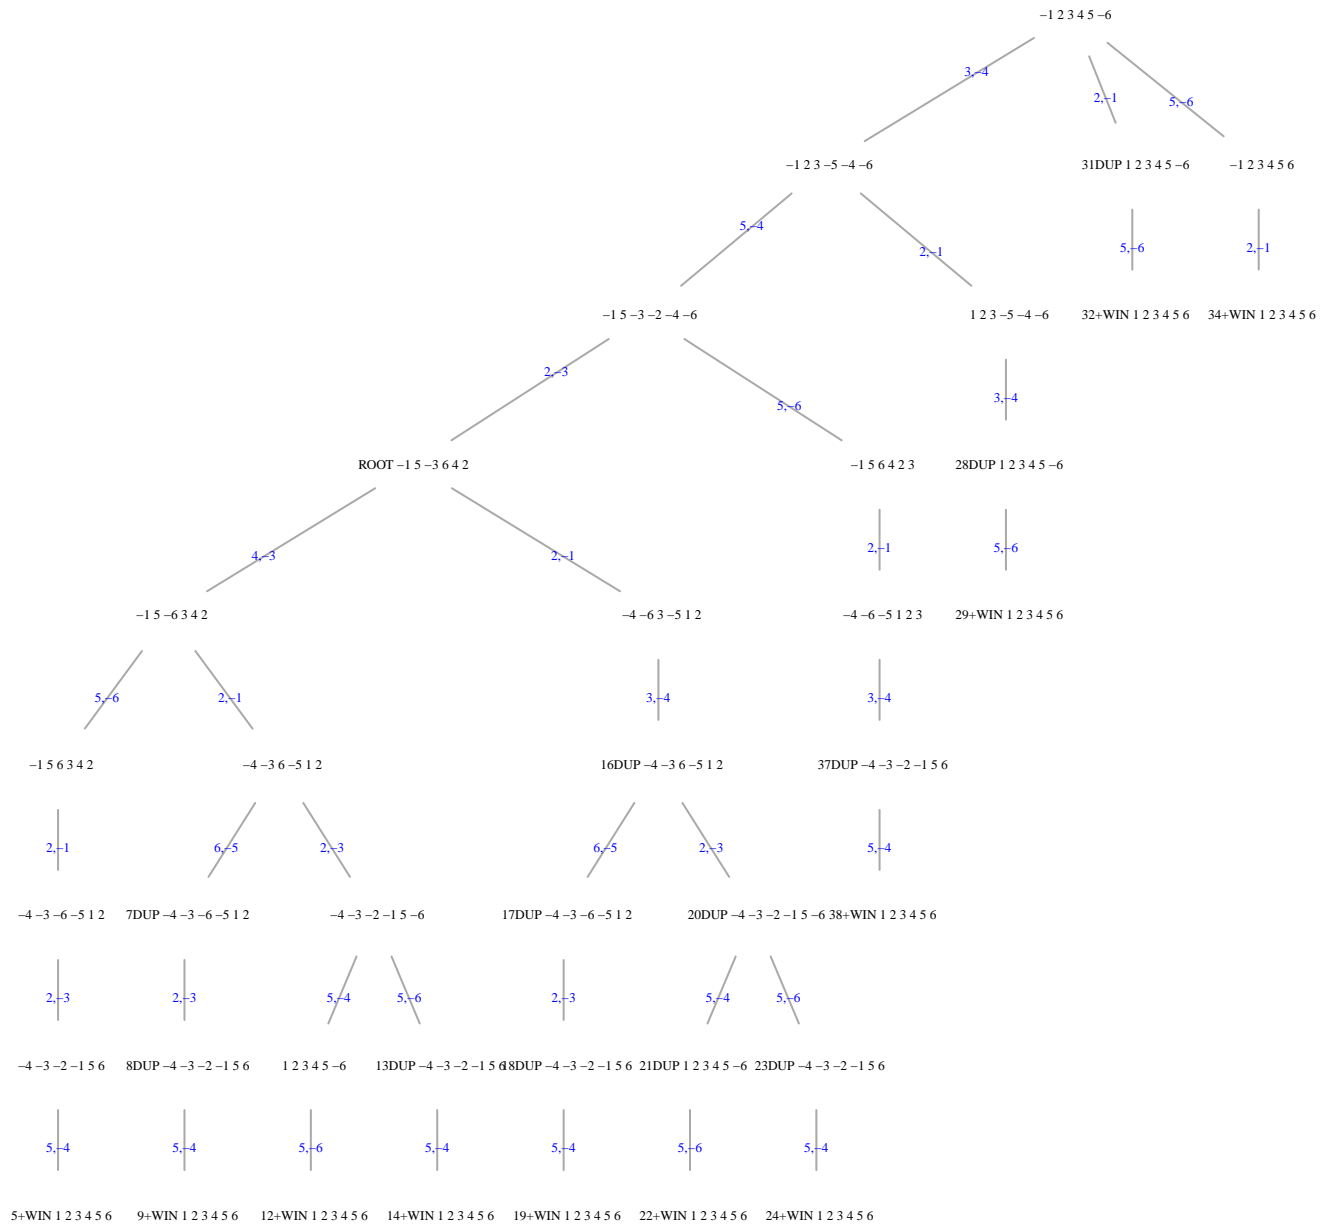 −1 2 3 4 5 −6
3,−4
2,−1
5,−6
−1 2 3 −5 −4 −6
31DUP 1 2 3 4 5 −6
−1 2 3 4 5 6
5,−4
2,−1
5,−6
2,−1
−1 5 −3 −2 −4 −6
1 2 3 −5 −4 −6
32+WIN 1 2 3 4 5 6
34+WIN 1 2 3 4 5 6
2,−3
5,−6
3,−4
ROOT −1 5 −3 6 4 2
−1 5 6 4 2 3
28DUP 1 2 3 4 5 −6
4,−3
2,−1
2,−1
5,−6
−1 5 −6 3 4 2
−4 −6 3 −5 1 2
−4 −6 −5 1 2 3
29+WIN 1 2 3 4 5 6
5,−6
2,−1
3,−4
3,−4
−1 5 6 3 4 2
−4 −3 6 −5 1 2
16DUP −4 −3 6 −5 1 2
37DUP −4 −3 −2 −1 5 6
2,−1
6,−5
2,−3
6,−5
2,−3
5,−4
−4 −3 −6 −5 1 2
7DUP −4 −3 −6 −5 1 2
−4 −3 −2 −1 5 −6
17DUP −4 −3 −6 −5 1 2
20DUP −4 −3 −2 −1 5 −6
38+WIN 1 2 3 4 5 6
2,−3
2,−3
5,−4
5,−6
2,−3
5,−4
5,−6
−4 −3 −2 −1 5 6
8DUP −4 −3 −2 −1 5 6
1 2 3 4 5 −6
13DUP −4 −3 −2 −1 5 6
18DUP −4 −3 −2 −1 5 6
21DUP 1 2 3 4 5 −6
23DUP −4 −3 −2 −1 5 6
5,−4
5,−4
5,−6
5,−4
5,−4
5,−6
5,−4
5+WIN 1 2 3 4 5 6
9+WIN 1 2 3 4 5 6
12+WIN 1 2 3 4 5 6
14+WIN 1 2 3 4 5 6
19+WIN 1 2 3 4 5 6
22+WIN 1 2 3 4 5 6
24+WIN 1 2 3 4 5 6